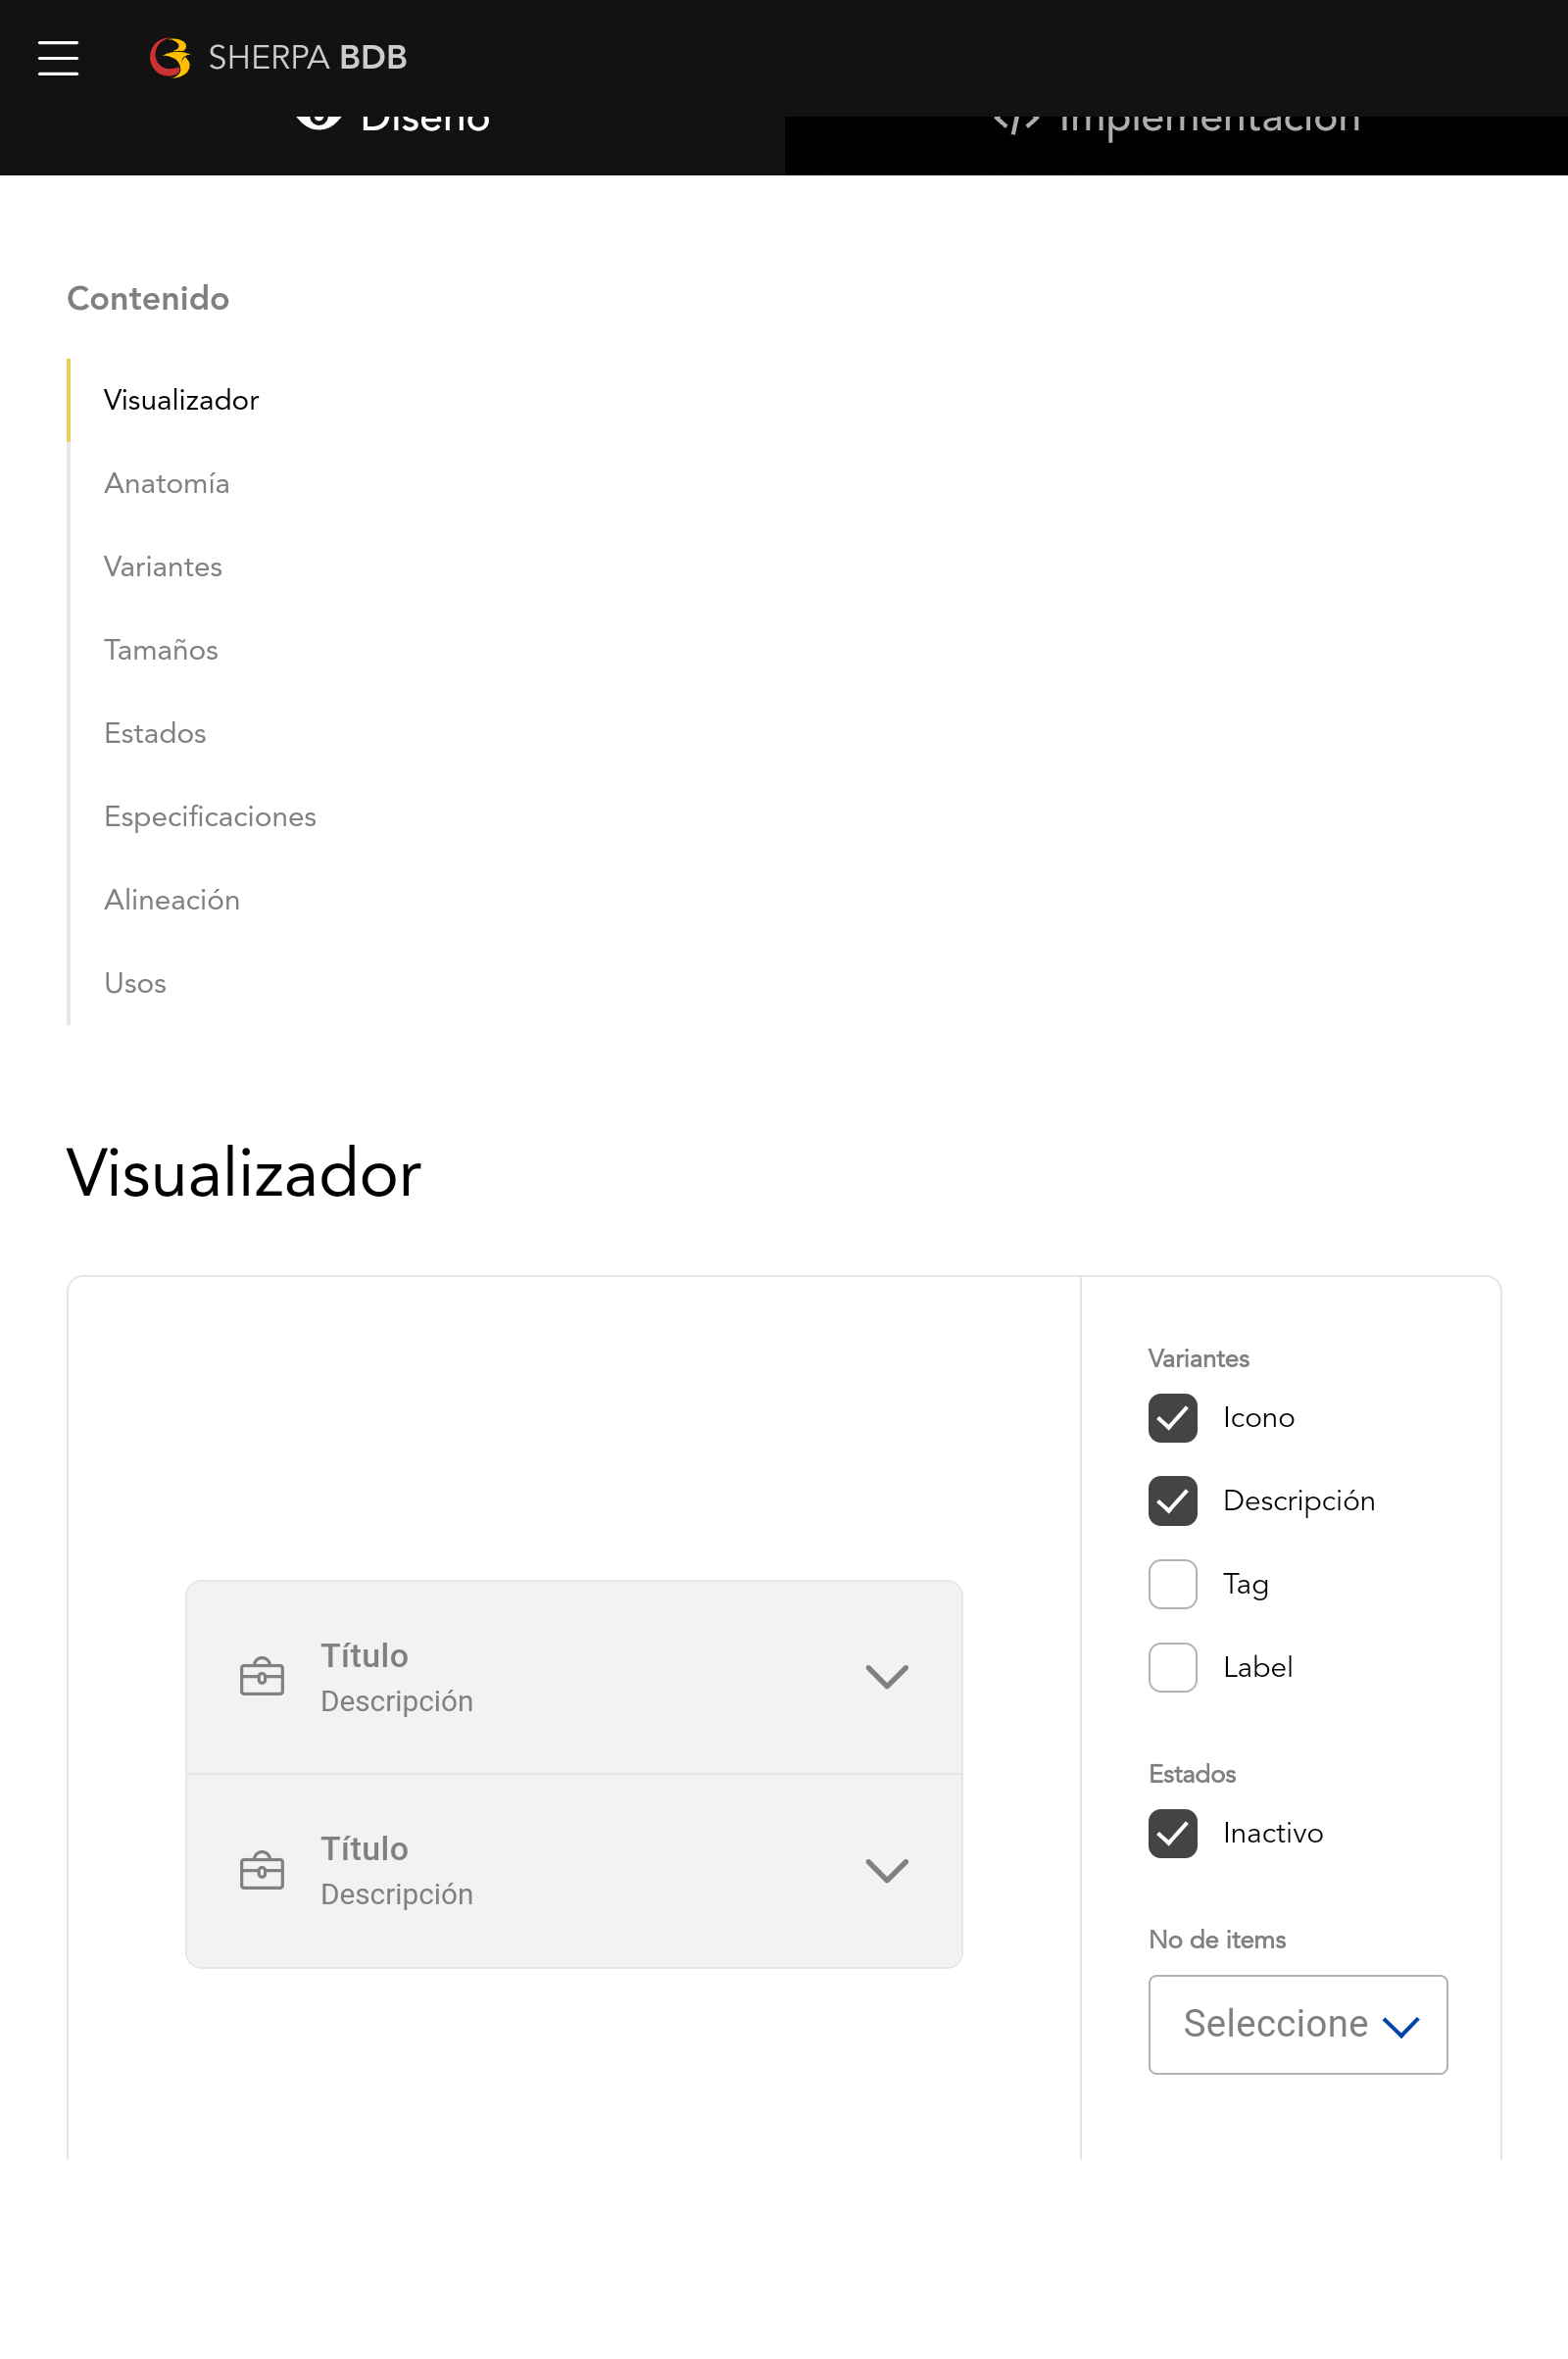 SHERPA BDB
Diseño
Implementación
Contenido
Visualizador
Anatomía
Variantes
Tamaños
Estados
Especificaciones
Alineación
Usos
Visualizador
Título
Descripción
Título
Descripción
Variantes
Icono
Descripción
Tag
Label
Estados
Inactivo
No de items
Seleccione